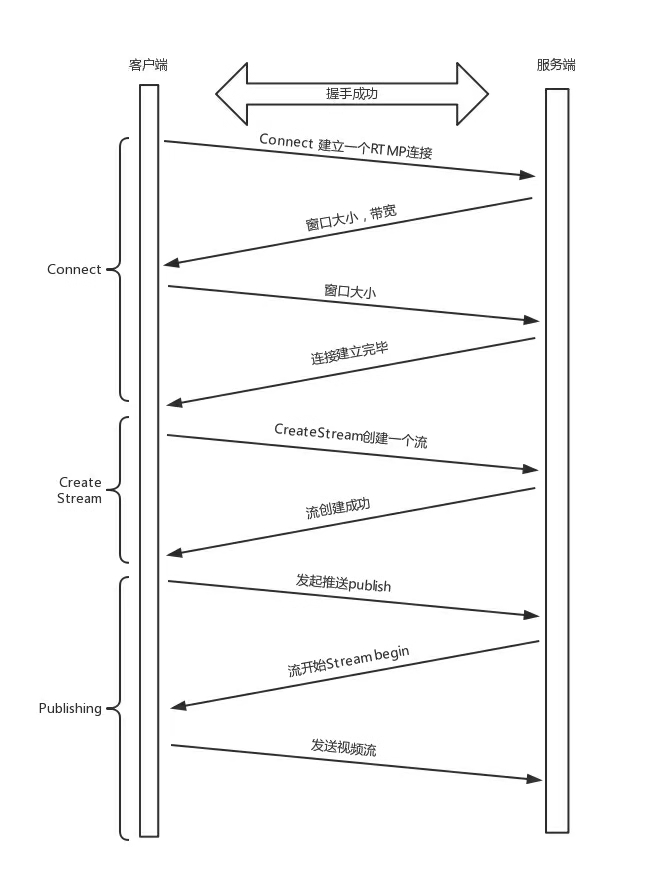 客户端
服务端
握手成功
Connect 建立一个RTMP连接
窗口大小，带宽
Connect
窗口大小
连接建立完毕
CreateStream创建一个流
Create
Stream
流创建成功
发起推送publish
流开始Stream begin
Publishing
发送视频流